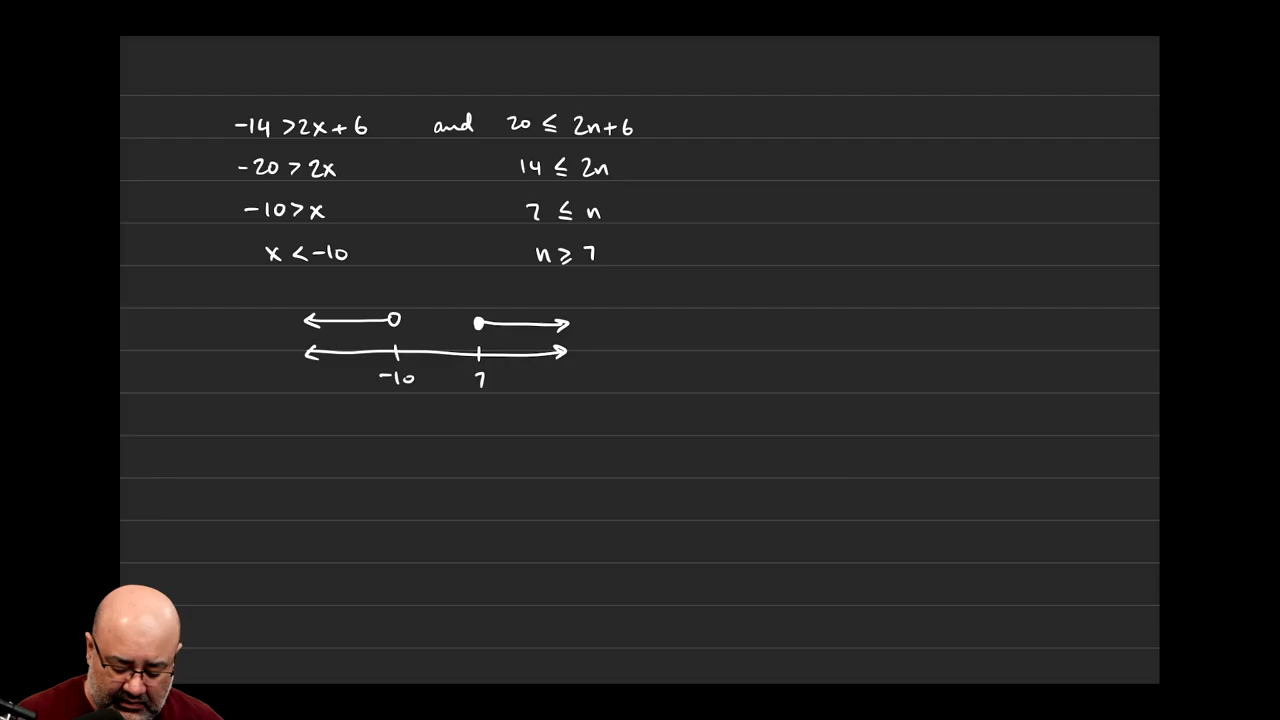 -14 >2x+6 and 20 ≤ 2n+6
-20 > 2x 14 ≤ 2n
-10>x 7 ≤ n
x < -10 n ≥ 7
-10 7